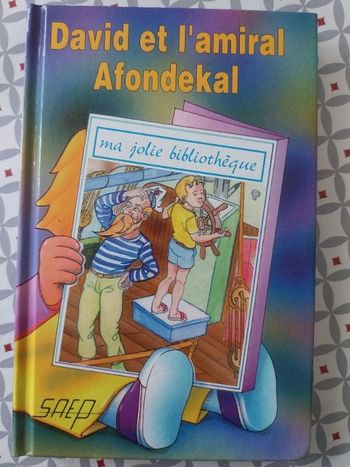 David et l'amiral
Afondekal
ma jolie bibliothèque
SAEP